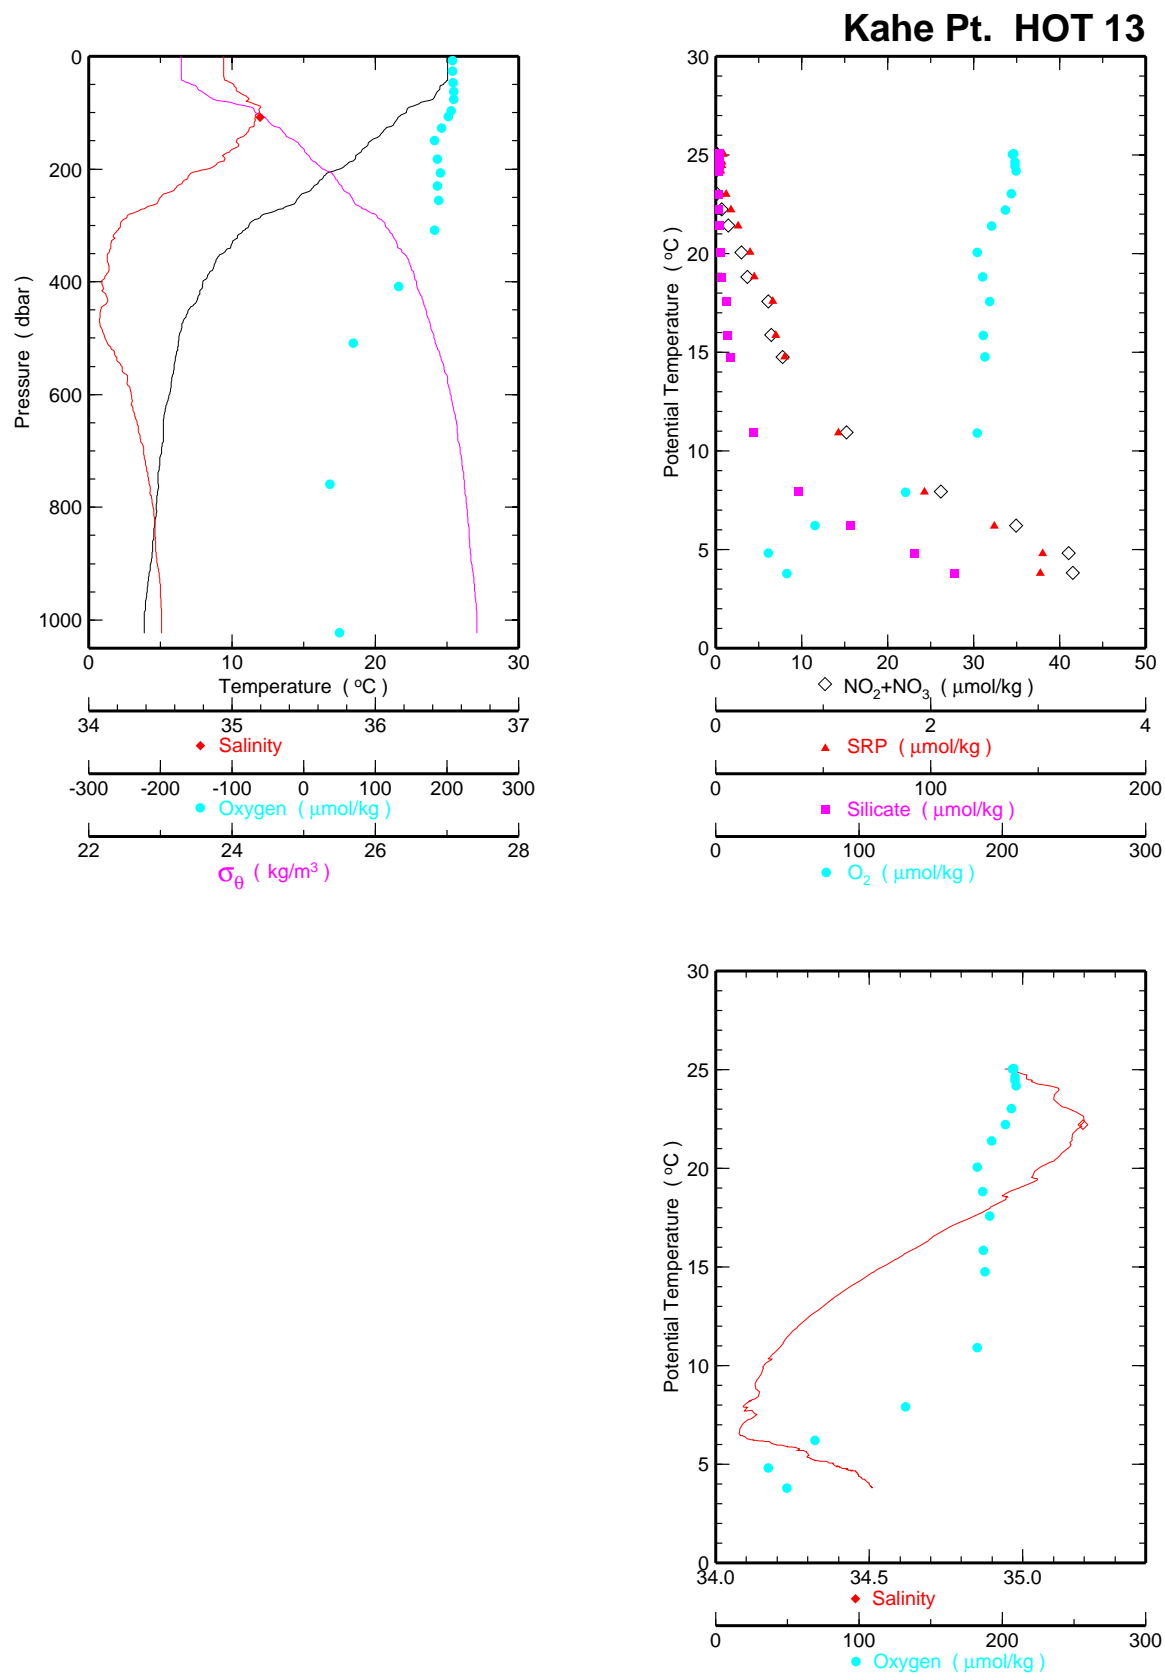 Kahe Pt. HOT 13
0
200
400
600
800
1000
Pressure ( dbar )
0 10 20 30
Temperature ( °C )
34 35 36 37
Salinity
-300 -200 -100 0 100 200 300
Oxygen ( μmol/kg )
22 24 26 28
σθ ( kg/m³ )
30
25
20
15
10
5
0
Potential Temperature ( °C )
0 10 20 30 40 50
NO₂+NO₃ ( μmol/kg )
0 2 4
SRP ( μmol/kg )
0 100 200
Silicate ( μmol/kg )
0 100 200 300
O₂ ( μmol/kg )
30
25
20
15
10
5
0
Potential Temperature ( °C )
34.0 34.5 35.0
Salinity
0 100 200 300
Oxygen ( μmol/kg )